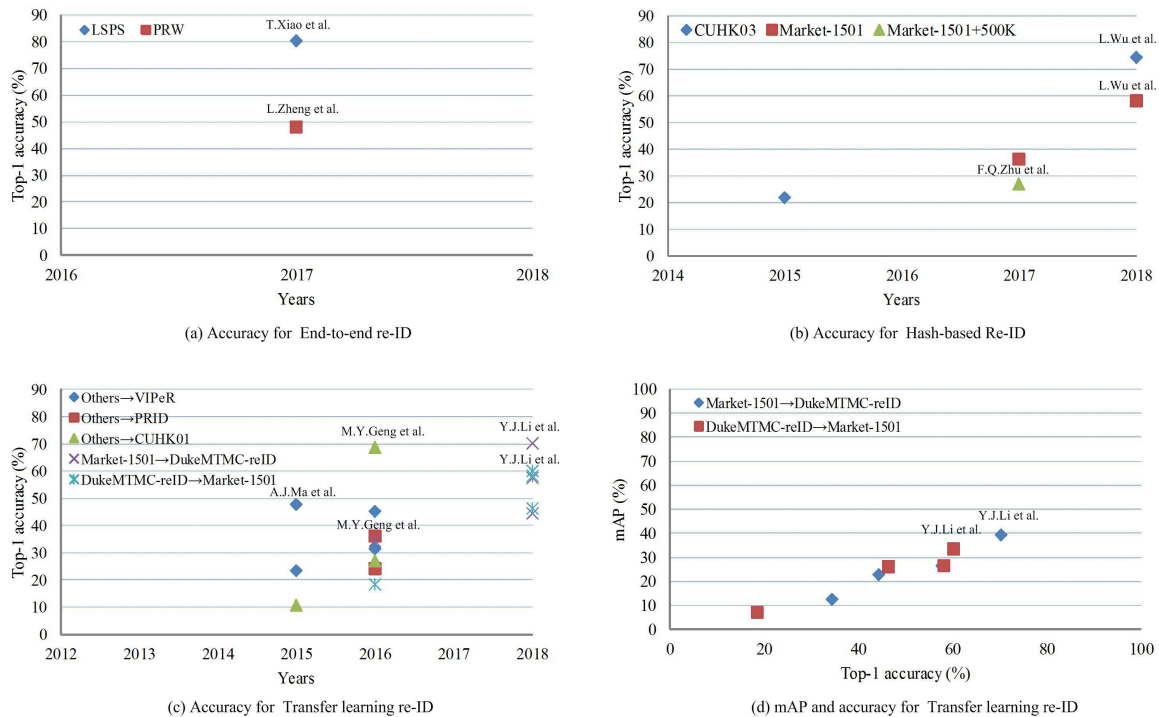 LSPS PRW
T.Xiao et al.
L.Zheng et al.
Top-1 accuracy (%)
90
80
70
60
50
40
30
20
10
0
2016 2017 2018
Years
(a) Accuracy for End-to-end re-ID
CUHK03 Market-1501 Market-1501+500K
L.Wu et al.
L.Wu et al.
F.Q.Zhu et al.
Top-1 accuracy (%)
90
80
70
60
50
40
30
20
10
0
2014 2015 2016 2017 2018
Years
(b) Accuracy for Hash-based Re-ID
Others→VIPeR
Others→PRID
Others→CUHK01
Market-1501→DukeMTMC-reID
DukeMTMC-reID→Market-1501
M.Y.Geng et al.
Y.J.Li et al.
Y.J.Li et al.
A.J.Ma et al.
M.Y.Geng et al.
Top-1 accuracy (%)
90
80
70
60
50
40
30
20
10
0
2012 2013 2014 2015 2016 2017 2018
Years
(c) Accuracy for Transfer learning re-ID
Market-1501→DukeMTMC-reID
DukeMTMC-reID→Market-1501
Y.J.Li et al.
Y.J.Li et al.
mAP (%)
100
90
80
70
60
50
40
30
20
10
0
0 20 40 60 80 100
Top-1 accuracy (%)
(d) mAP and accuracy for Transfer learning re-ID